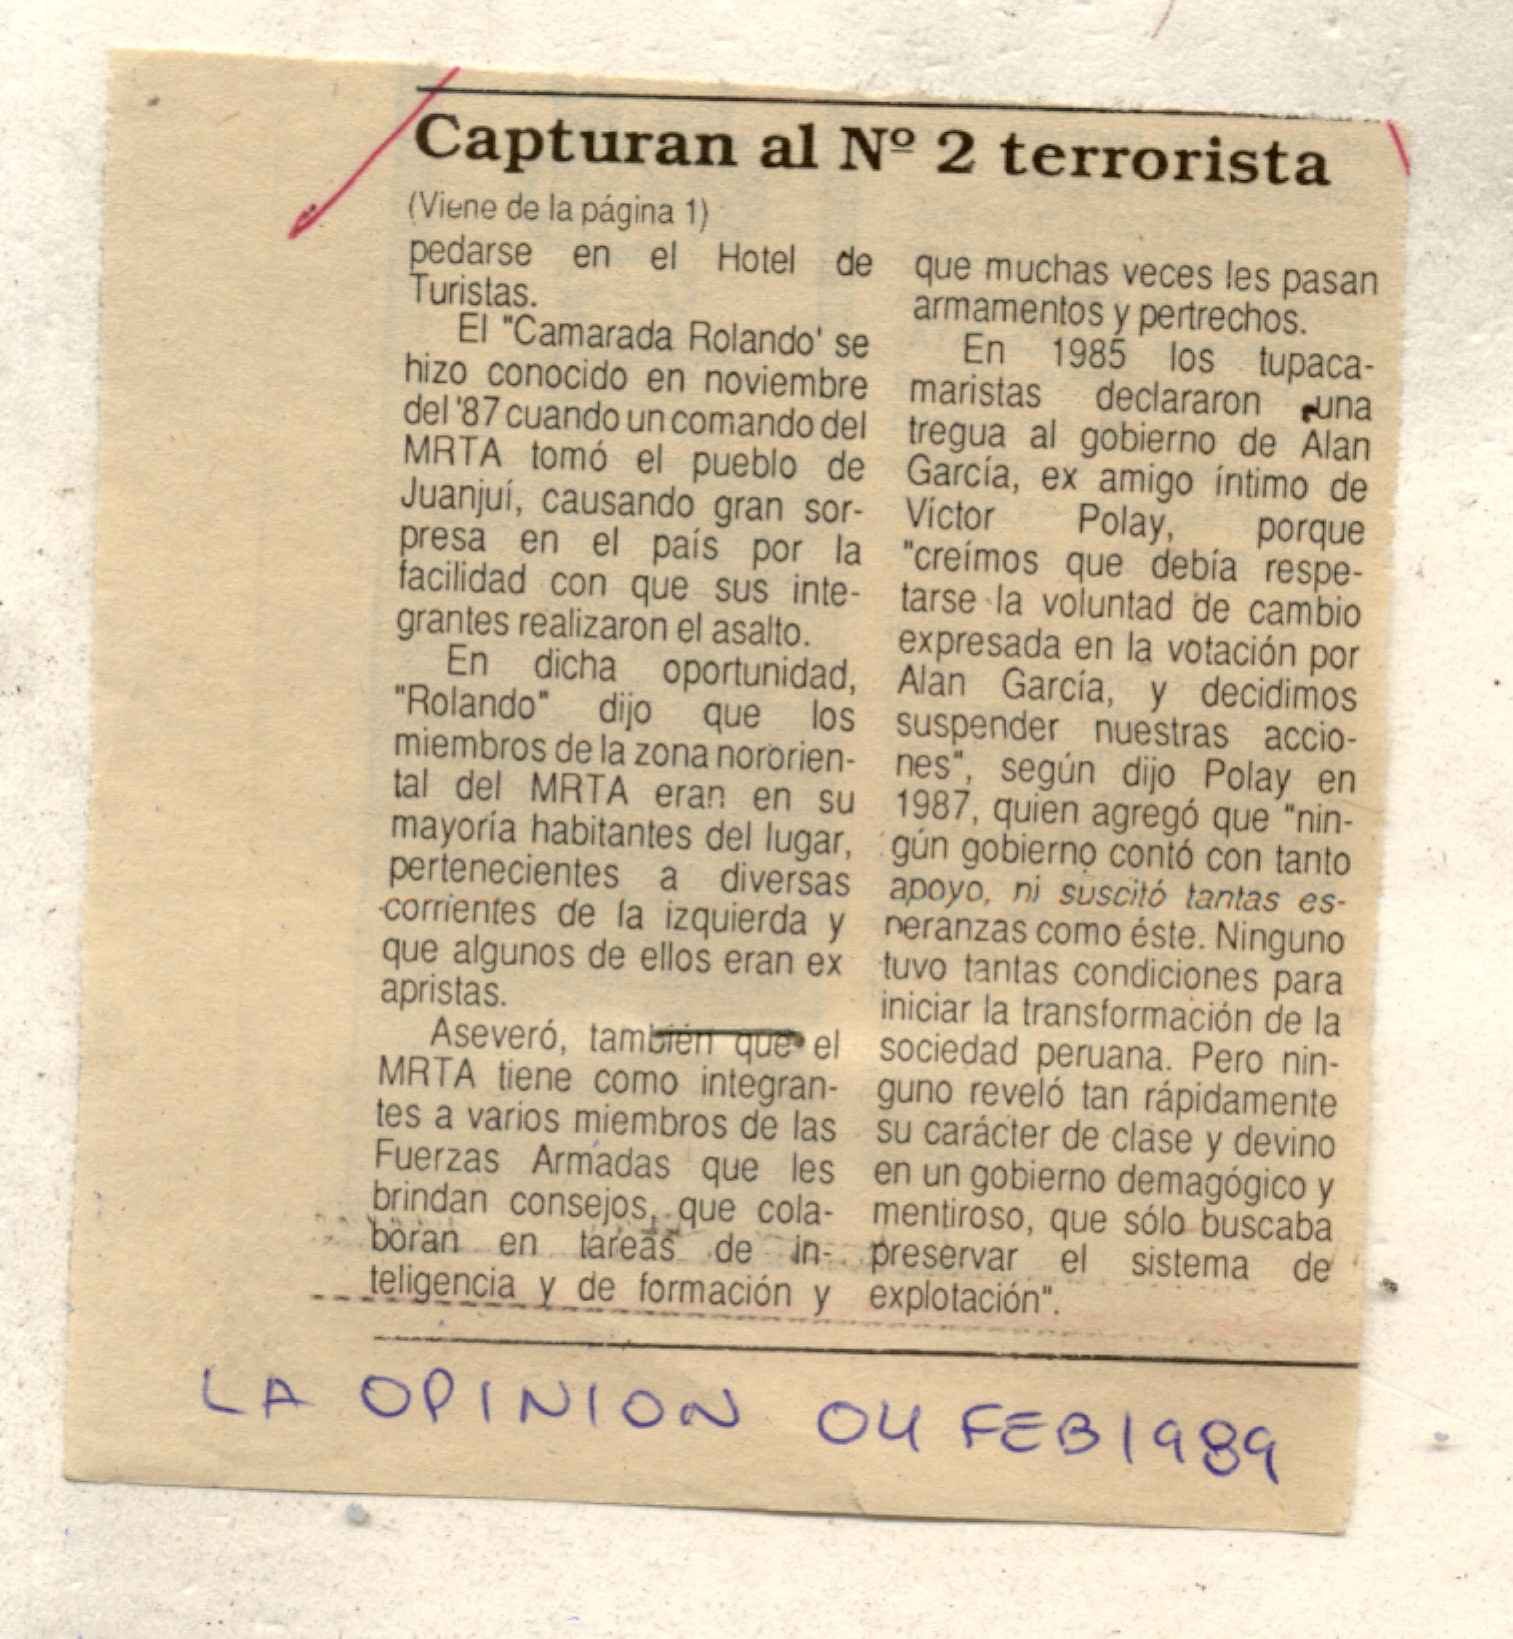 Capturan al Nº 2 terrorista
(Viene de la página 1)
pedarse en el Hotel de
Turistas.
El "Camarada Rolando' se
hizo conocido en noviembre
del '87 cuando un comando del
MRTA tomó el pueblo de
Juanjuí, causando gran sor-
presa en el país por la
facilidad con que sus inte-
grantes realizaron el asalto.
En dicha oportunidad,
"Rolando" dijo que los
miembros de la zona nororien-
tal del MRTA eran en su
mayoría habitantes del lugar,
pertenecientes a diversas
corrientes de la izquierda y
que algunos de ellos eran ex
apristas.
Aseveró, también que el
MRTA tiene como integran-
tes a varios miembros de las
Fuerzas Armadas que les
brindan consejos, que cola-
boran en tareas de in-
teligencia y de formación y
que muchas veces les pasan
armamentos y pertrechos.
En 1985 los tupaca-
maristas declararon una
tregua al gobierno de Alan
García, ex amigo íntimo de
Víctor Polay, porque
"creímos que debía respe-
tarse la voluntad de cambio
expresada en la votación por
Alan García, y decidimos
suspender nuestras accio-
nes", según dijo Polay en
1987, quien agregó que "nin-
gún gobierno contó con tanto
apoyo, ni suscitó tantas es-
peranzas como éste. Ninguno
tuvo tantas condiciones para
iniciar la transformación de la
sociedad peruana. Pero nin-
guno reveló tan rápidamente
su carácter de clase y devino
en un gobierno demagógico y
mentiroso, que sólo buscaba
preservar el sistema de
explotación".
LA OPINION 04 FEB 1989